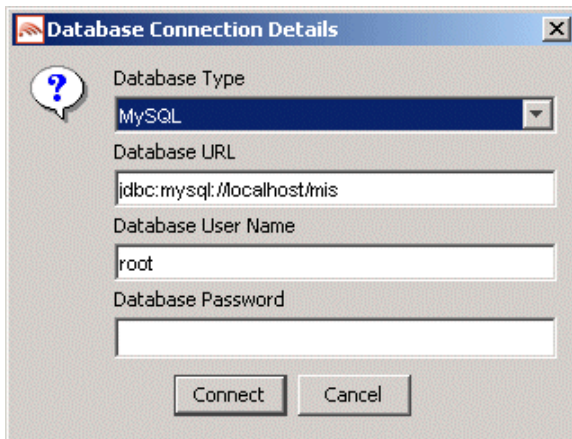 Database Connection Details
Database Type
MySQL
Database URL
jdbc:mysql://localhost/mis
Database User Name
root
Database Password
Connect Cancel